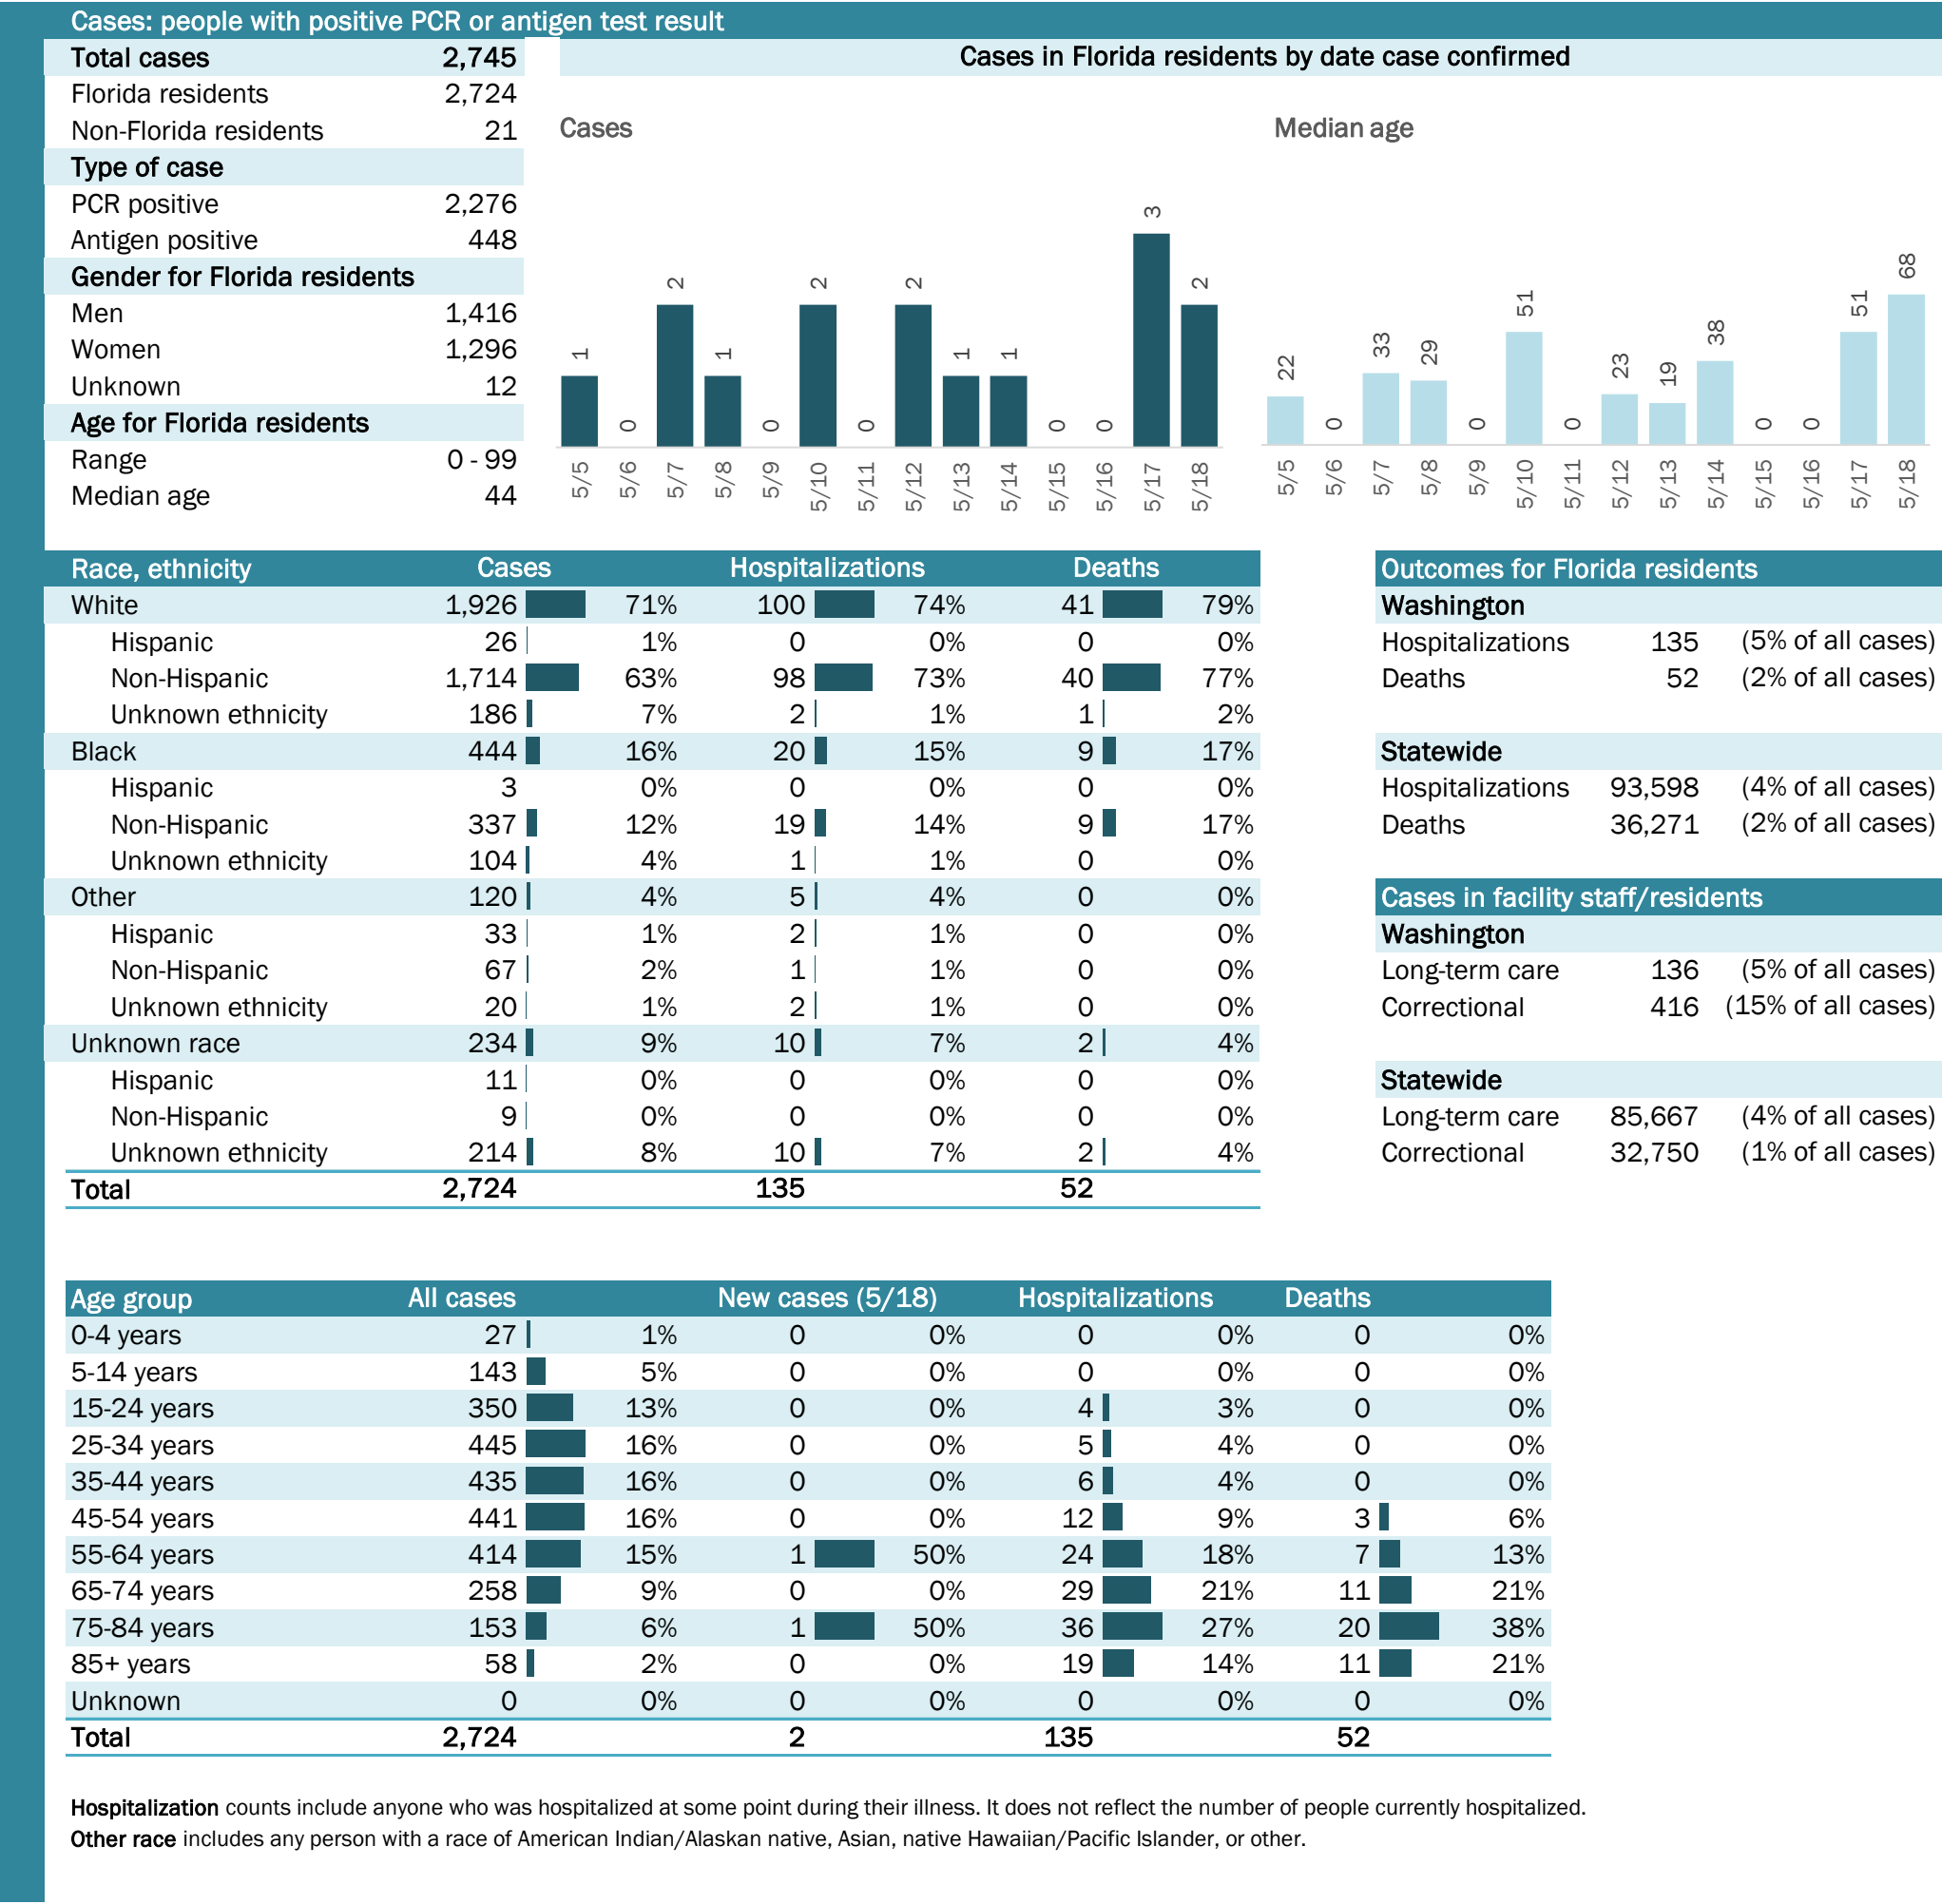 Cases: people with positive PCR or antigen test result
Total cases 2,745
Florida residents 2,724
Non-Florida residents 21
Type of case
PCR positive 2,276
Antigen positive 448
Gender for Florida residents
Men 1,416
Women 1,296
Unknown 12
Age for Florida residents
Range 0 - 99
Median age 44
Cases in Florida residents by date case confirmed
Cases
1 0 2 1 0 2 0 2 1 1 0 0 3 2
5/5 5/6 5/7 5/8 5/9 5/10 5/11 5/12 5/13 5/14 5/15 5/16 5/17 5/18
Median age
22 0 33 29 0 51 0 23 19 38 0 0 51 68
5/5 5/6 5/7 5/8 5/9 5/10 5/11 5/12 5/13 5/14 5/15 5/16 5/17 5/18
Race, ethnicity Cases Hospitalizations Deaths
White 1,926 71% 100 74% 41 79%
Hispanic 26 1% 0 0% 0 0%
Non-Hispanic 1,714 63% 98 73% 40 77%
Unknown ethnicity 186 7% 2 1% 1 2%
Black 444 16% 20 15% 9 17%
Hispanic 3 0% 0 0% 0 0%
Non-Hispanic 337 12% 19 14% 9 17%
Unknown ethnicity 104 4% 1 1% 0 0%
Other 120 4% 5 4% 0 0%
Hispanic 33 1% 2 1% 0 0%
Non-Hispanic 67 2% 1 1% 0 0%
Unknown ethnicity 20 1% 2 1% 0 0%
Unknown race 234 9% 10 7% 2 4%
Hispanic 11 0% 0 0% 0 0%
Non-Hispanic 9 0% 0 0% 0 0%
Unknown ethnicity 214 8% 10 7% 2 4%
Total 2,724 135 52
Outcomes for Florida residents
Washington
Hospitalizations 135 (5% of all cases)
Deaths 52 (2% of all cases)
Statewide
Hospitalizations 93,598 (4% of all cases)
Deaths 36,271 (2% of all cases)
Cases in facility staff/residents
Washington
Long-term care 136 (5% of all cases)
Correctional 416 (15% of all cases)
Statewide
Long-term care 85,667 (4% of all cases)
Correctional 32,750 (1% of all cases)
Age group All cases New cases (5/18) Hospitalizations Deaths
0-4 years 27 1% 0 0% 0 0% 0 0%
5-14 years 143 5% 0 0% 0 0% 0 0%
15-24 years 350 13% 0 0% 4 3% 0 0%
25-34 years 445 16% 0 0% 5 4% 0 0%
35-44 years 435 16% 0 0% 6 4% 0 0%
45-54 years 441 16% 0 0% 12 9% 3 6%
55-64 years 414 15% 1 50% 24 18% 7 13%
65-74 years 258 9% 0 0% 29 21% 11 21%
75-84 years 153 6% 1 50% 36 27% 20 38%
85+ years 58 2% 0 0% 19 14% 11 21%
Unknown 0 0% 0 0% 0 0% 0 0%
Total 2,724 2 135 52
Hospitalization counts include anyone who was hospitalized at some point during their illness. It does not reflect the number of people currently hospitalized.
Other race includes any person with a race of American Indian/Alaskan native, Asian, native Hawaiian/Pacific Islander, or other.